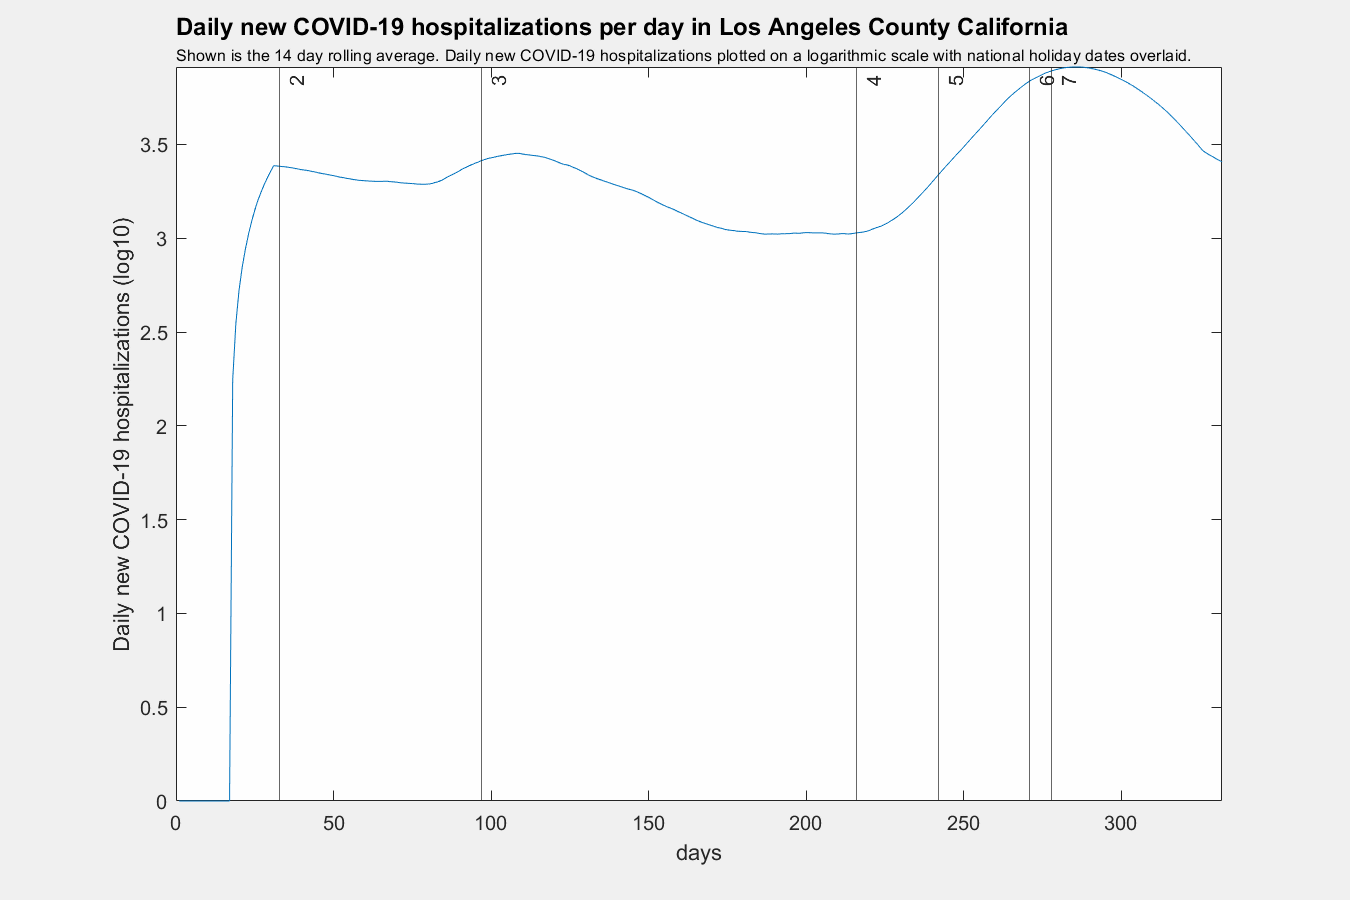 Daily new COVID-19 hospitalizations per day in Los Angeles County California
Shown is the 14 day rolling average. Daily new COVID-19 hospitalizations plotted on a logarithmic scale with national holiday dates overlaid.
2
3
4
5
6
7
3.5
3
2.5
2
1.5
1
0.5
0
Daily new COVID-19 hospitalizations (log10)
0 50 100 150 200 250 300
days